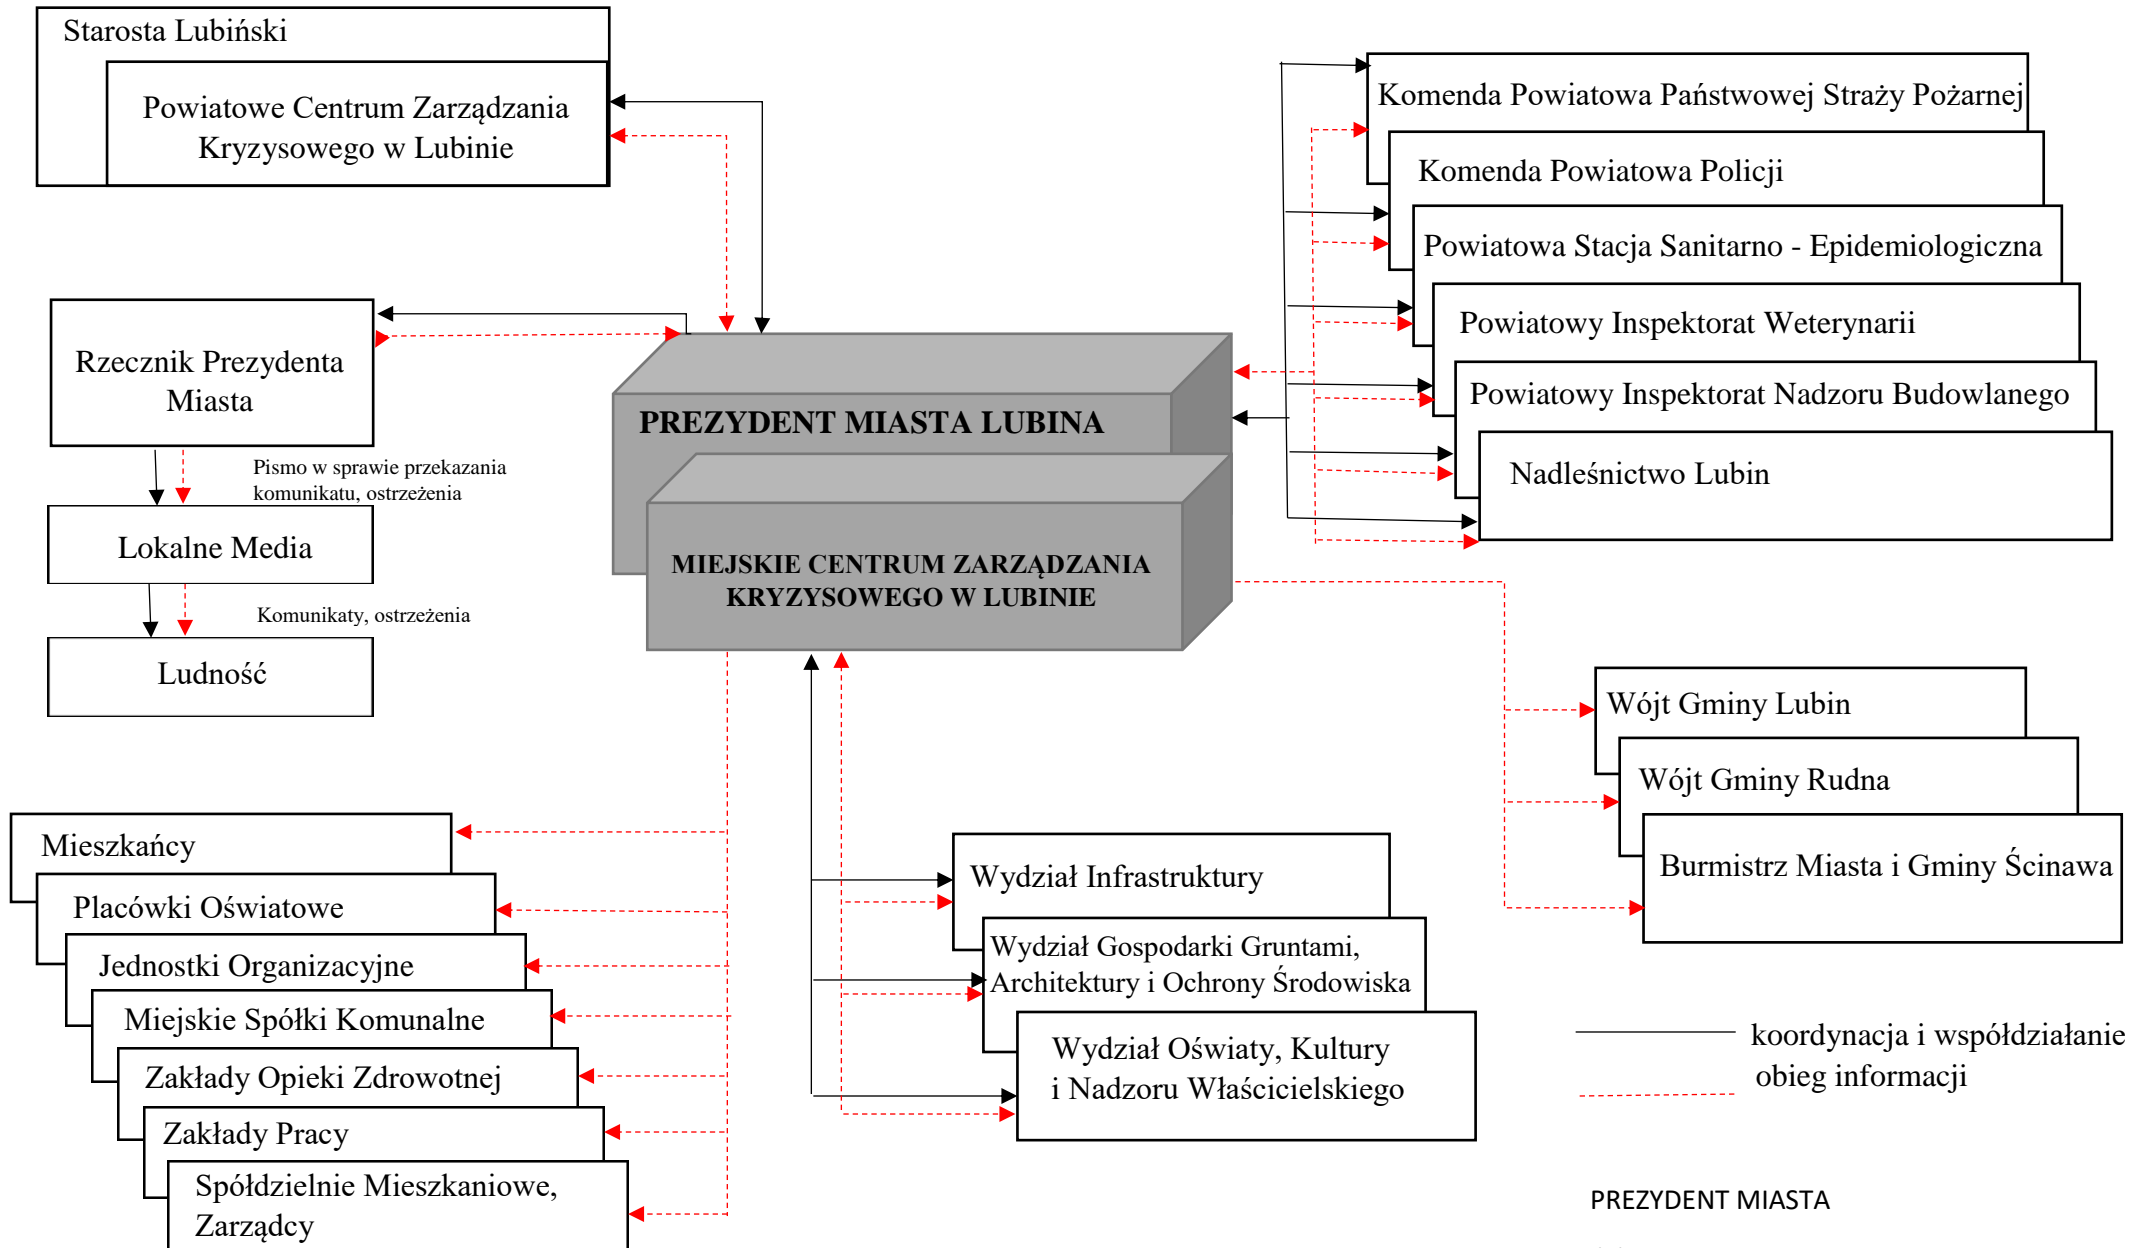 Starosta Lubiński
Powiatowe Centrum Zarządzania
Kryzysowego w Lubinie
Komenda Powiatowa Państwowej Straży Pożarnej
Komenda Powiatowa Policji
Powiatowa Stacja Sanitarno - Epidemiologiczna
Powiatowy Inspektorat Weterynarii
Powiatowy Inspektorat Nadzoru Budowlanego
Nadleśnictwo Lubin
Rzecznik Prezydenta
Miasta
Pismo w sprawie przekazania
komunikatu, ostrzeżenia
Lokalne Media
Komunikaty, ostrzeżenia
Ludność
PREZYDENT MIASTA LUBINA
MIEJSKIE CENTRUM ZARZĄDZANIA
KRYZYSOWEGO W LUBINIE
Wójt Gminy Lubin
Wójt Gminy Rudna
Burmistrz Miasta i Gminy Ścinawa
Mieszkańcy
Placówki Oświatowe
Jednostki Organizacyjne
Miejskie Spółki Komunalne
Zakłady Opieki Zdrowotnej
Zakłady Pracy
Spółdzielnie Mieszkaniowe,
Zarządcy
Wydział Infrastruktury
Wydział Gospodarki Gruntami,
Architektury i Ochrony Środowiska
Wydział Oświaty, Kultury
i Nadzoru Właścicielskiego
koordynacja i współdziałanie
obieg informacji
PREZYDENT MIASTA